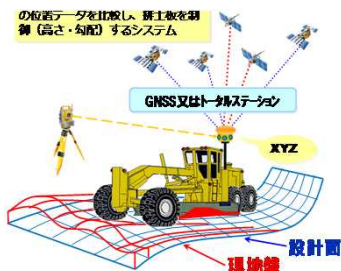 の位置データを比較し、排土板を制
御（高さ・勾配）するシステム
GNSS又はトータルステーション
XYZ
設計面
現地盤